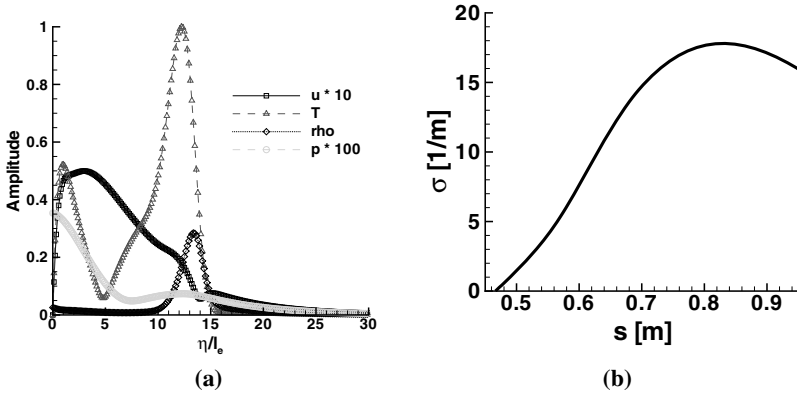 Amplitude
1
0.8
0.6
0.4
0.2
0
0 5 10 15 20 25 30
η/lₑ
u * 10
T
rho
p * 100
(a)
σ [1/m]
20
15
10
5
0
0.5 0.6 0.7 0.8 0.9
s [m]
(b)